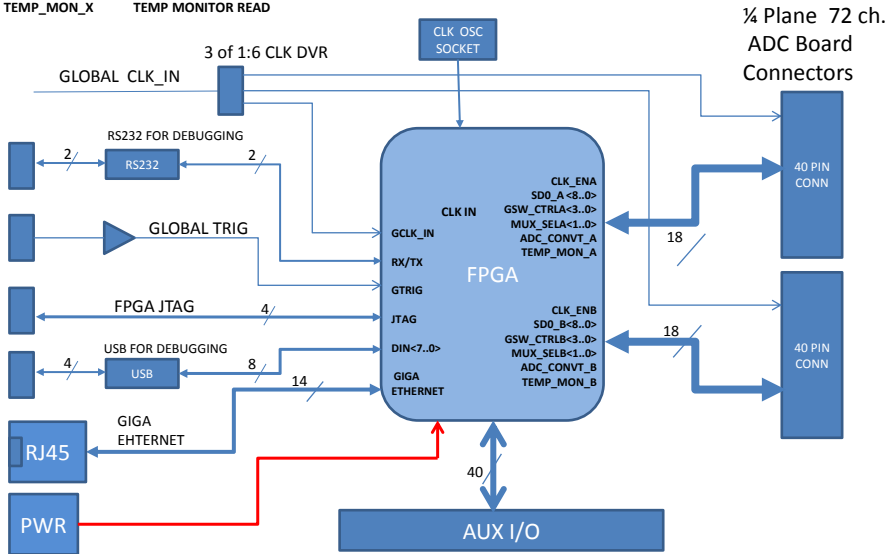 TEMP_MON_X TEMP MONITOR READ
¼ Plane 72 ch.
ADC Board
Connectors
CLK OSC
SOCKET
3 of 1:6 CLK DVR
GLOBAL CLK_IN
RS232 FOR DEBUGGING
2
RS232
2
GLOBAL TRIG
FPGA JTAG
4
USB FOR DEBUGGING
4
USB
8
14
GIGA
EHTERNET
RJ45
PWR
CLK IN
GCLK_IN
RX/TX
GTRIG
JTAG
DIN<7..0>
GIGA
ETHERNET
FPGA
CLK_ENA
SD0_A<8..0>
GSW_CTRLA<3..0>
MUX_SELA<1..0>
ADC_CONVT_A
TEMP_MON_A
CLK_ENB
SD0_B<8..0>
GSW_CTRLB<3..0>
MUX_SELB<1..0>
ADC_CONVT_B
TEMP_MON_B
18
40 PIN
CONN
18
40 PIN
CONN
40
AUX I/O